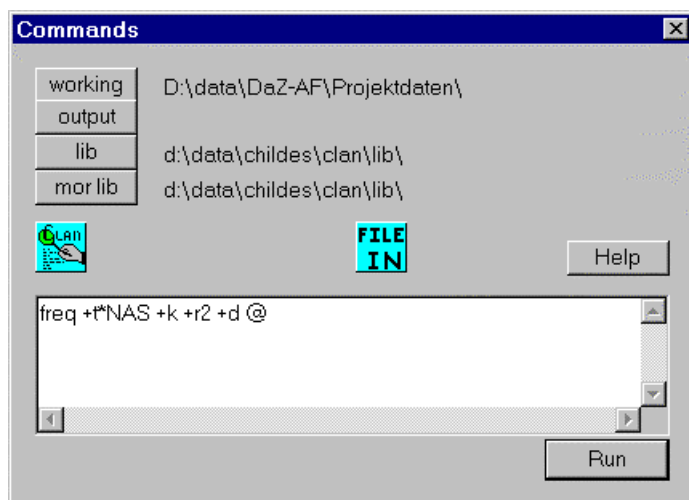 Commands
working D:\data\DaZ-AF\Projektdaten\
output
lib d:\data\childes\clan\lib\
mor lib d:\data\childes\clan\lib\
CLAN FILE IN
Help
freq +t*NAS +k +r2 +d @
Run